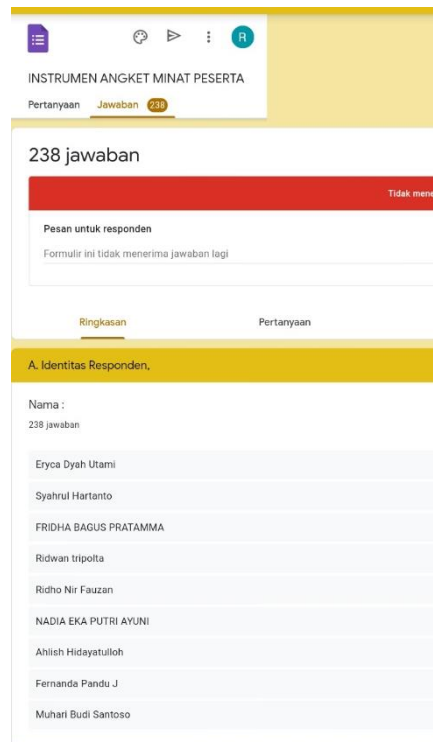 R
INSTRUMEN ANGKET MINAT PESERTA
Pertanyaan Jawaban 238
238 jawaban
Tidak mene
Pesan untuk responden
Formulir ini tidak menerima jawaban lagi
Ringkasan Pertanyaan
A. Identitas Responden,
Nama :
238 jawaban
Eryca Dyah Utami
Syahrul Hartanto
FRIDHA BAGUS PRATAMMA
Ridwan tripolta
Ridho Nir Fauzan
NADIA EKA PUTRI AYUNI
Ahlish Hidayatulloh
Fernanda Pandu J
Muhari Budi Santoso